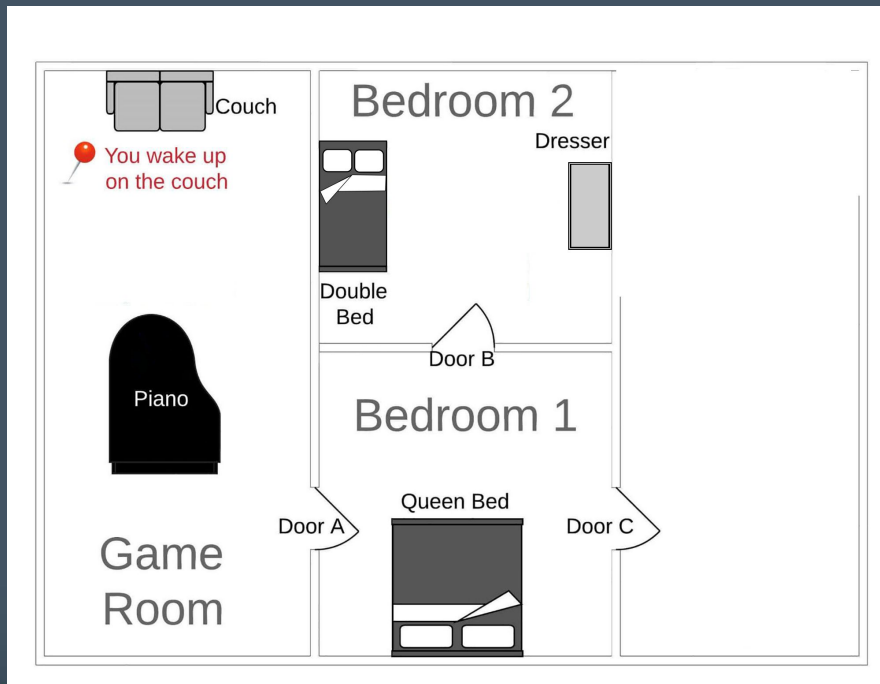 Couch
Bedroom 2
Dresser
You wake up
on the couch
Double
Bed
Door B
Piano
Bedroom 1
Queen Bed
Door A
Door C
Game
Room